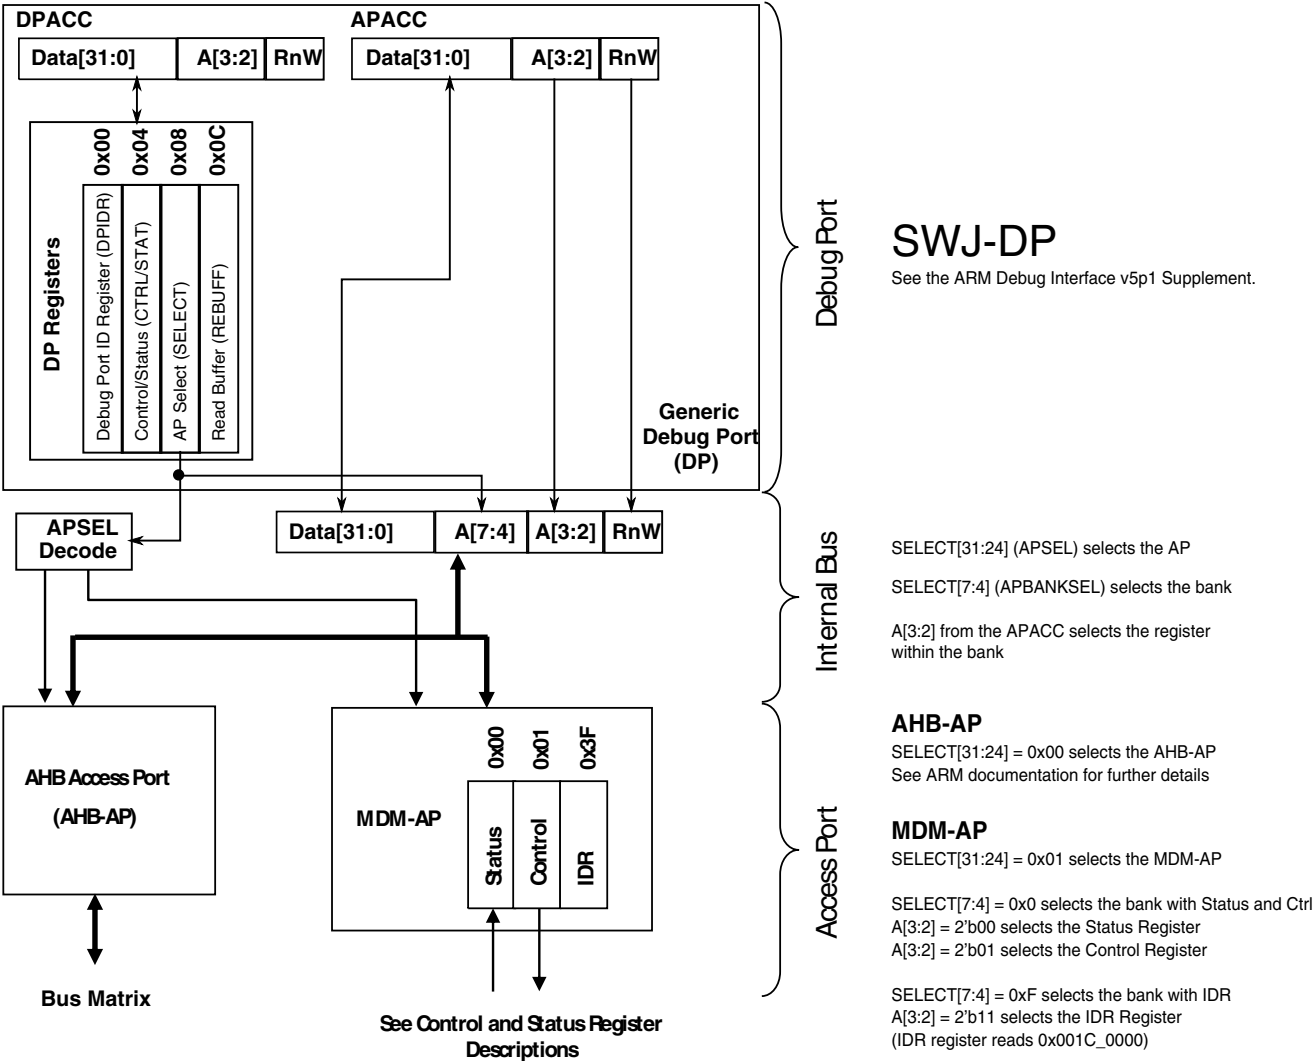 DPACC
APACC
Data[31:0]
A[3:2]
RnW
Data[31:0]
A[3:2]
RnW
0x00
0x04
0x08
0x0C
DP Registers
Debug Port ID Register (DPIDR)
Control/Status (CTRL/STAT)
AP Select (SELECT)
Read Buffer (REBUFF)
Generic
Debug Port
(DP)
Debug Port
SWJ-DP
See the ARM Debug Interface v5p1 Supplement.
APSEL
Decode
Data[31:0]
A[7:4]
A[3:2]
RnW
Internal Bus
SELECT[31:24] (APSEL) selects the AP
SELECT[7:4] (APBANKSEL) selects the bank
A[3:2] from the APACC selects the register
within the bank
AHB Access Port
(AHB-AP)
Bus Matrix
MDM-AP
0x00
0x01
0x3F
Status
Control
IDR
See Control and Status Register
Descriptions
Access Port
AHB-AP
SELECT[31:24] = 0x00 selects the AHB-AP
See ARM documentation for further details
MDM-AP
SELECT[31:24] = 0x01 selects the MDM-AP
SELECT[7:4] = 0x0 selects the bank with Status and Ctrl
A[3:2] = 2'b00 selects the Status Register
A[3:2] = 2'b01 selects the Control Register
SELECT[7:4] = 0xF selects the bank with IDR
A[3:2] = 2'b11 selects the IDR Register
(IDR register reads 0x001C_0000)